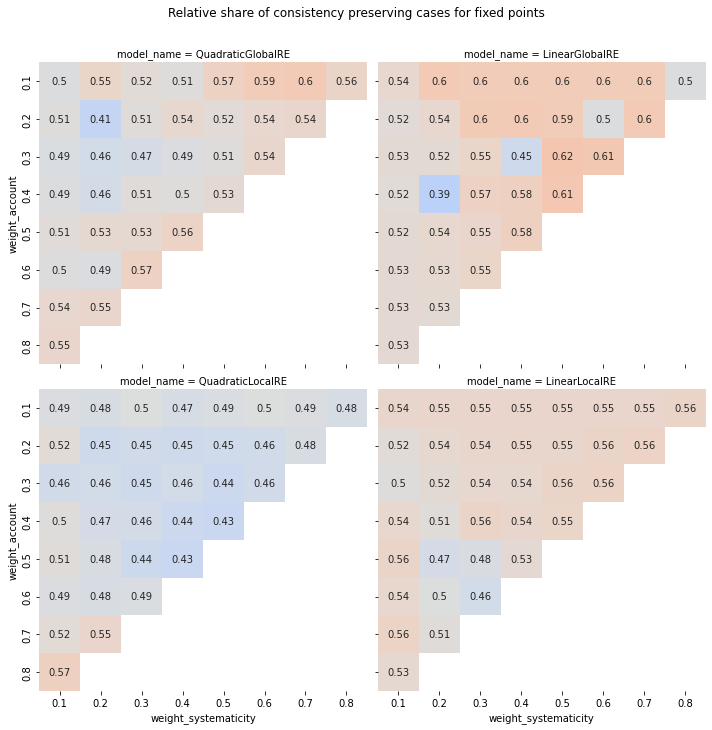 Relative share of consistency preserving cases for fixed points
model_name = QuadraticGlobalIRE
0.1 0.5 0.55 0.52 0.51 0.57 0.59 0.6 0.56
0.2 0.51 0.41 0.51 0.54 0.52 0.54 0.54
0.3 0.49 0.46 0.47 0.49 0.51 0.54
0.4 0.49 0.46 0.51 0.5 0.53
0.5 0.51 0.53 0.53 0.56
0.6 0.5 0.49 0.57
0.7 0.54 0.55
0.8 0.55
weight_account
model_name = LinearGlobalIRE
0.54 0.6 0.6 0.6 0.6 0.6 0.6 0.5
0.52 0.54 0.6 0.6 0.59 0.5 0.6
0.53 0.52 0.55 0.45 0.62 0.61
0.52 0.39 0.57 0.58 0.61
0.52 0.54 0.55 0.58
0.53 0.53 0.55
0.53 0.53
0.53
model_name = QuadraticLocalRE
0.1 0.49 0.48 0.5 0.47 0.49 0.5 0.49 0.48
0.2 0.52 0.45 0.45 0.45 0.45 0.46 0.48
0.3 0.46 0.46 0.45 0.46 0.44 0.46
0.4 0.5 0.47 0.46 0.44 0.43
0.5 0.51 0.48 0.44 0.43
0.6 0.49 0.48 0.49
0.7 0.52 0.55
0.8 0.57
weight_account
0.1 0.2 0.3 0.4 0.5 0.6 0.7 0.8
weight_systematicity
model_name = LinearLocalRE
0.54 0.55 0.55 0.55 0.55 0.55 0.55 0.56
0.52 0.54 0.54 0.55 0.55 0.56 0.56
0.5 0.52 0.54 0.54 0.56 0.56
0.54 0.51 0.56 0.54 0.55
0.56 0.47 0.48 0.53
0.54 0.5 0.46
0.56 0.51
0.53
0.1 0.2 0.3 0.4 0.5 0.6 0.7 0.8
weight_systematicity